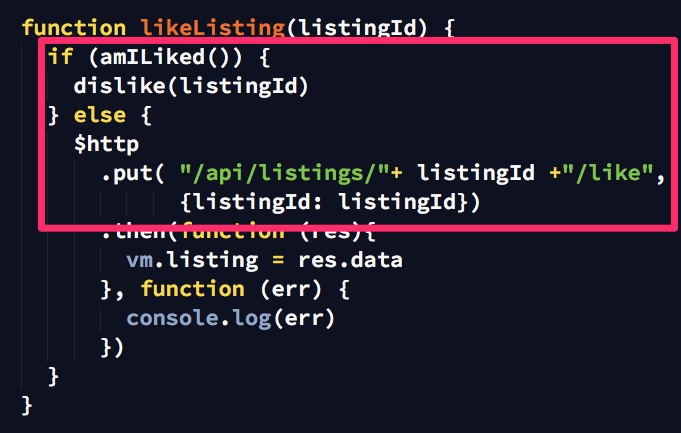 function likeListing(listingId) {
if (amILiked()) {
dislike(listingId)
} else {
$http
.put( "/api/listings/"+ listingId +"/like",
{listingId: listingId})
.then(function (res){
vm.listing = res.data
}, function (err) {
console.log(err)
})
}
}